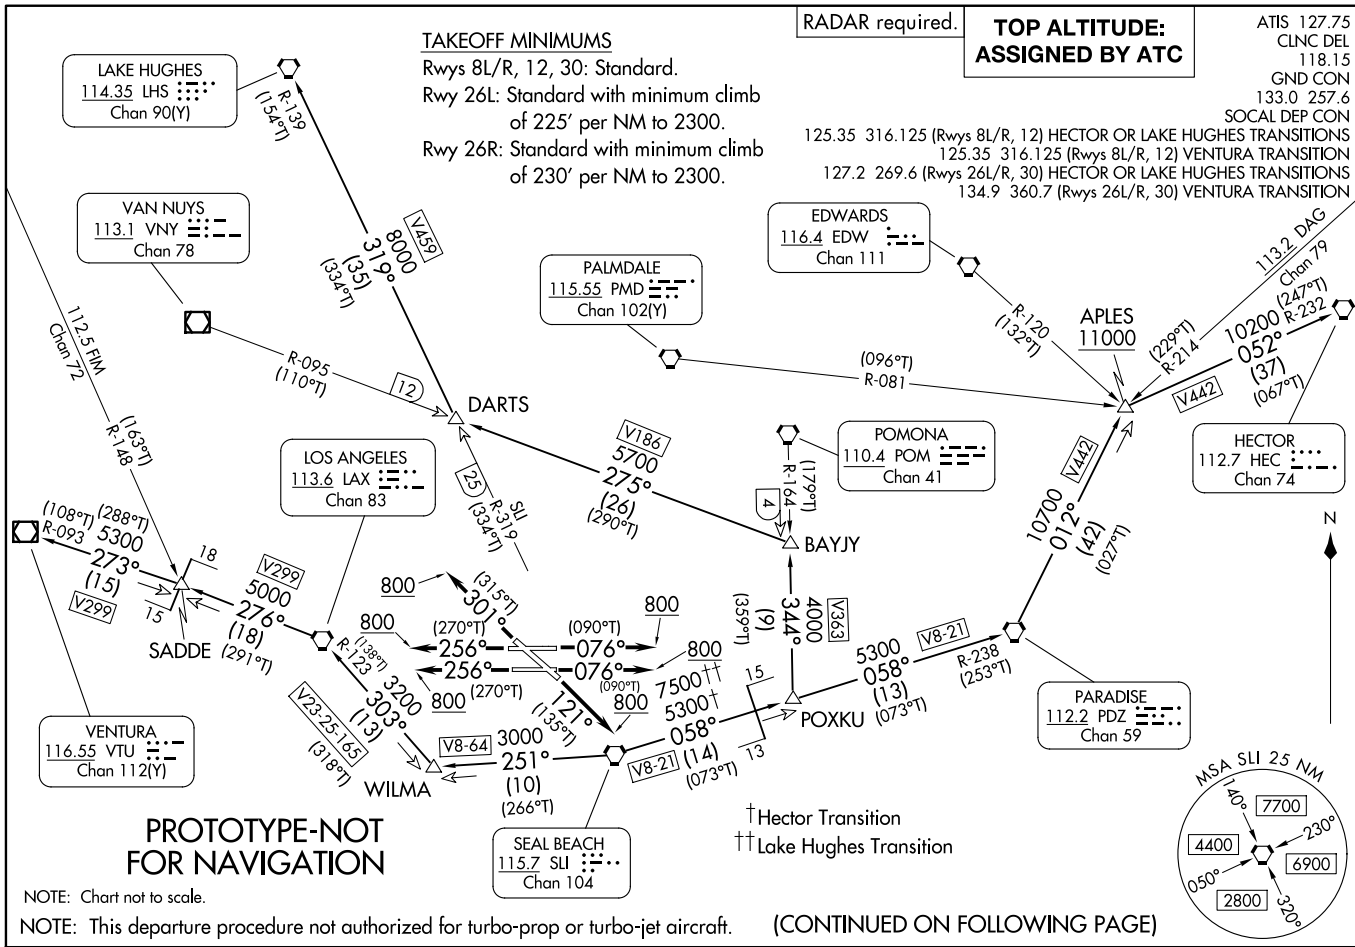 RADAR required.
TOP ALTITUDE:
ASSIGNED BY ATC
ATIS 127.75
CLNC DEL
118.15
GND CON
133.0 257.6
SOCAL DEP CON
125.35 316.125 (Rwys 8L/R, 12) HECTOR OR LAKE HUGHES TRANSITIONS
125.35 316.125 (Rwys 8L/R, 12) VENTURA TRANSITION
127.2 269.6 (Rwys 26L/R, 30) HECTOR OR LAKE HUGHES TRANSITIONS
134.9 360.7 (Rwys 26L/R, 30) VENTURA TRANSITION
TAKEOFF MINIMUMS
Rwys 8L/R, 12, 30: Standard.
Rwy 26L: Standard with minimum climb
of 225' per NM to 2300.
Rwy 26R: Standard with minimum climb
of 230' per NM to 2300.
LAKE HUGHES
114.35 LHS
Chan 90(Y)
R-139
(154°T)
VAN NUYS
113.1 VNY
Chan 78
V459
8000
319°
(35)
(334°T)
EDWARDS
116.4 EDW
Chan 111
PALMDALE
115.55 PMD
Chan 102(Y)
113.2 DAG
Chan 79
(247°T)
R-232
10200
052°
(37)
(067°T)
V442
(229°T)
R-214
APLES
11000
R-120
(132°T)
(096°T)
R-081
112.5 FIM
Chan 72
(163°T)
R-148
R-095
(110°T)
12
DARTS
25
SLI
R-319
(334°T)
V186
5700
275°
(26)
(290°T)
POMONA
110.4 POM
Chan 41
(179°T)
R-164
4
BAYJY
HECTOR
112.7 HEC
Chan 74
V442
10700
012°
(42)
(027°T)
LOS ANGELES
113.6 LAX
Chan 83
(108°T)
R-093
(288°T)
5300
273°
(15)
V299
18
15
SADDE
V299
5000
276°
(18)
(291°T)
R-123
(138°T)
3200
303°
(13)
V23-25-165
(318°T)
WILMA
800
(315°T)
301°
800
(270°T)
256°
(090°T)
076°
800
256°
(270°T)
800
076°
(090°T)
800
121°
(135°T)
800
V8-64
3000
251°
(10)
(266°T)
7500††
5300†
058°
(14)
V8-21
(073°T)
15
13
POXKU
(359°T)
(9)
344°
4000
V363
V8-21
5300
058°
(13)
(073°T)
R-238
(253°T)
PARADISE
112.2 PDZ
Chan 59
N
VENTURA
116.55 VTU
Chan 112(Y)
SEAL BEACH
115.7 SLI
Chan 104
†Hector Transition
††Lake Hughes Transition
MSA SLI 25 NM
140°
7700
230°
4400
6900
050°
2800
320°
PROTOTYPE-NOT
FOR NAVIGATION
NOTE: Chart not to scale.
NOTE: This departure procedure not authorized for turbo-prop or turbo-jet aircraft.
(CONTINUED ON FOLLOWING PAGE)